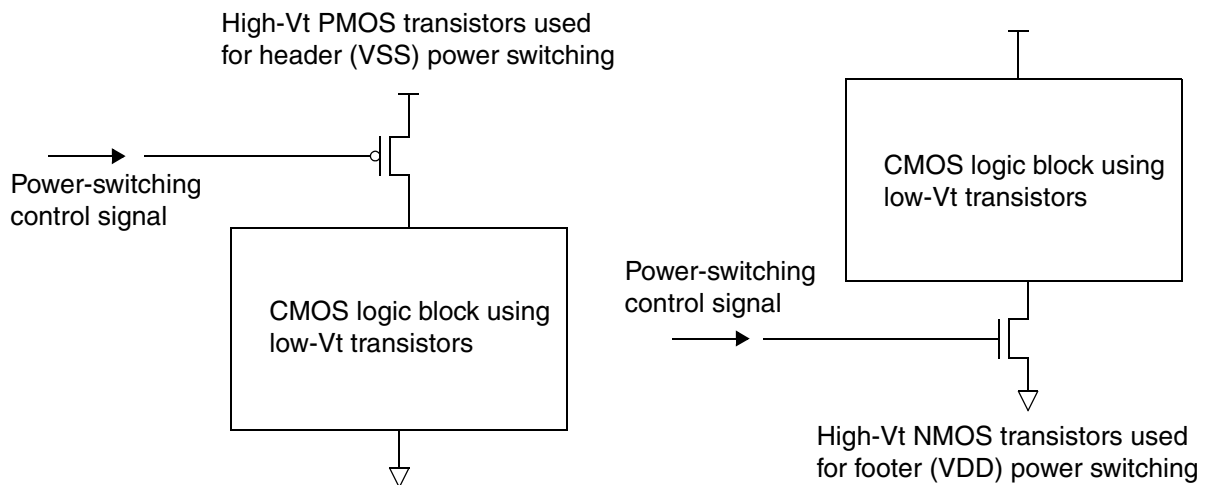 High-Vt PMOS transistors used
for header (VSS) power switching
Power-switching
control signal
CMOS logic block using
low-Vt transistors
CMOS logic block using
low-Vt transistors
Power-switching
control signal
High-Vt NMOS transistors used
for footer (VDD) power switching